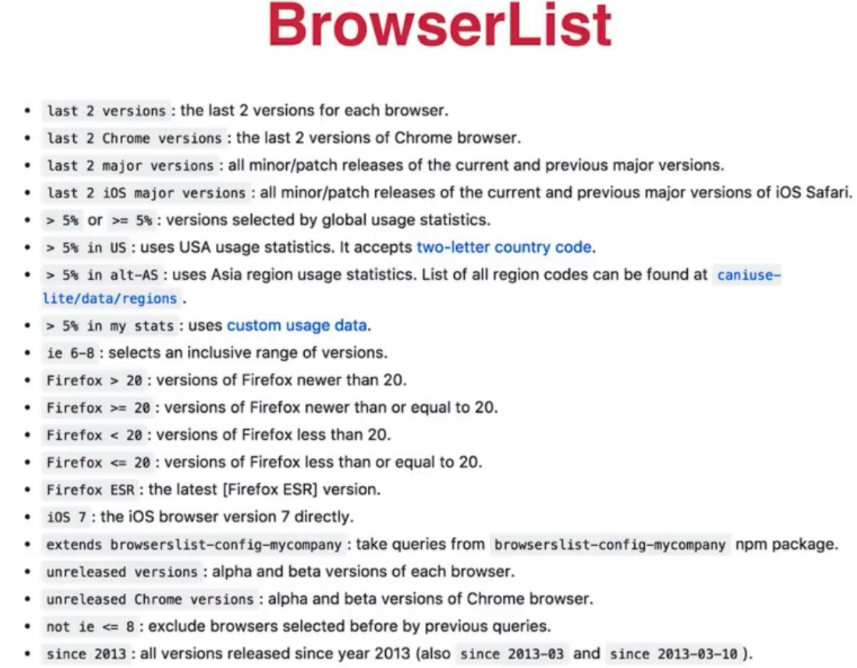 BrowserList
• last 2 versions : the last 2 versions for each browser.
• last 2 Chrome versions : the last 2 versions of Chrome browser.
• last 2 major versions : all minor/patch releases of the current and previous major versions.
• last 2 iOS major versions : all minor/patch releases of the current and previous major versions of iOS Safari.
• > 5% or >= 5% : versions selected by global usage statistics.
• > 5% in US : uses USA usage statistics. It accepts two-letter country code.
• > 5% in alt-AS : uses Asia region usage statistics. List of all region codes can be found at caniuse-
lite/data/regions .
• > 5% in my stats : uses custom usage data.
• ie 6-8 : selects an inclusive range of versions.
• Firefox > 20 : versions of Firefox newer than 20.
• Firefox >= 20 : versions of Firefox newer than or equal to 20.
• Firefox < 20 : versions of Firefox less than 20.
• Firefox <= 20 : versions of Firefox less than or equal to 20.
• Firefox ESR : the latest [Firefox ESR] version.
• iOS 7 : the iOS browser version 7 directly.
• extends browserslist-config-mycompany : take queries from browserslist-config-mycompany npm package.
• unreleased versions : alpha and beta versions of each browser.
• unreleased Chrome versions : alpha and beta versions of Chrome browser.
• not ie <= 8 : exclude browsers selected before by previous queries.
• since 2013 : all versions released since year 2013 (also since 2013-03 and since 2013-03-10 ).